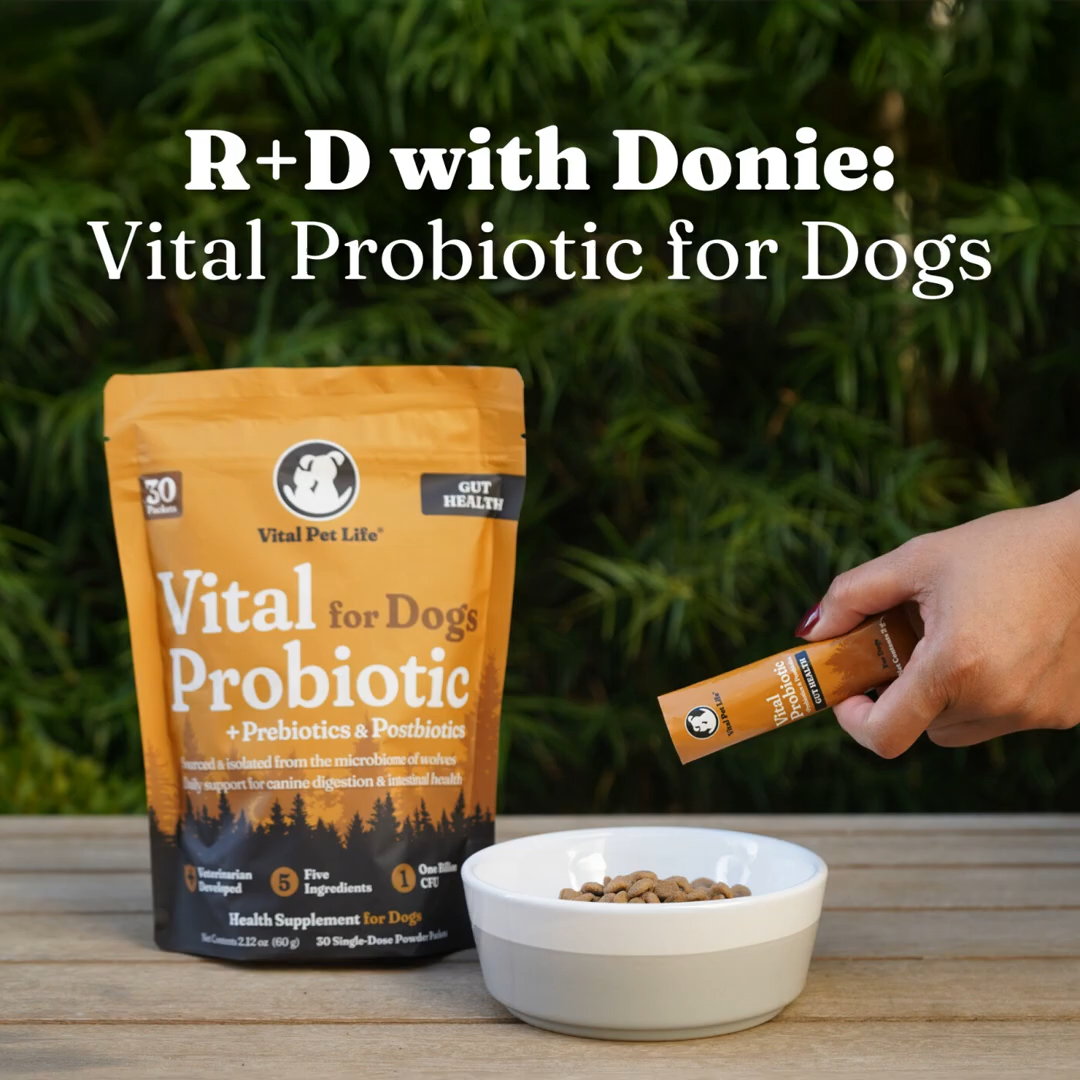 R+D with Donie:
Vital Probiotic for Dogs
30
Packets
GUT
HEALTH
Vital Pet Life®
Vital for Dogs
Probiotic
+Prebiotics & Postbiotics
& isolated from the microbiome of wolves
Daily support for canine digestion & intestinal health
Veterinarian
Developed
5
Five
Ingredients
1
One Billion
CFU
Health Supplement for Dogs
Net Contents 2.12 oz (60 g) 30 Single-Dose Powder Packets
Vital Pet Life®
Vital
Probiotic
GUT HEALTH